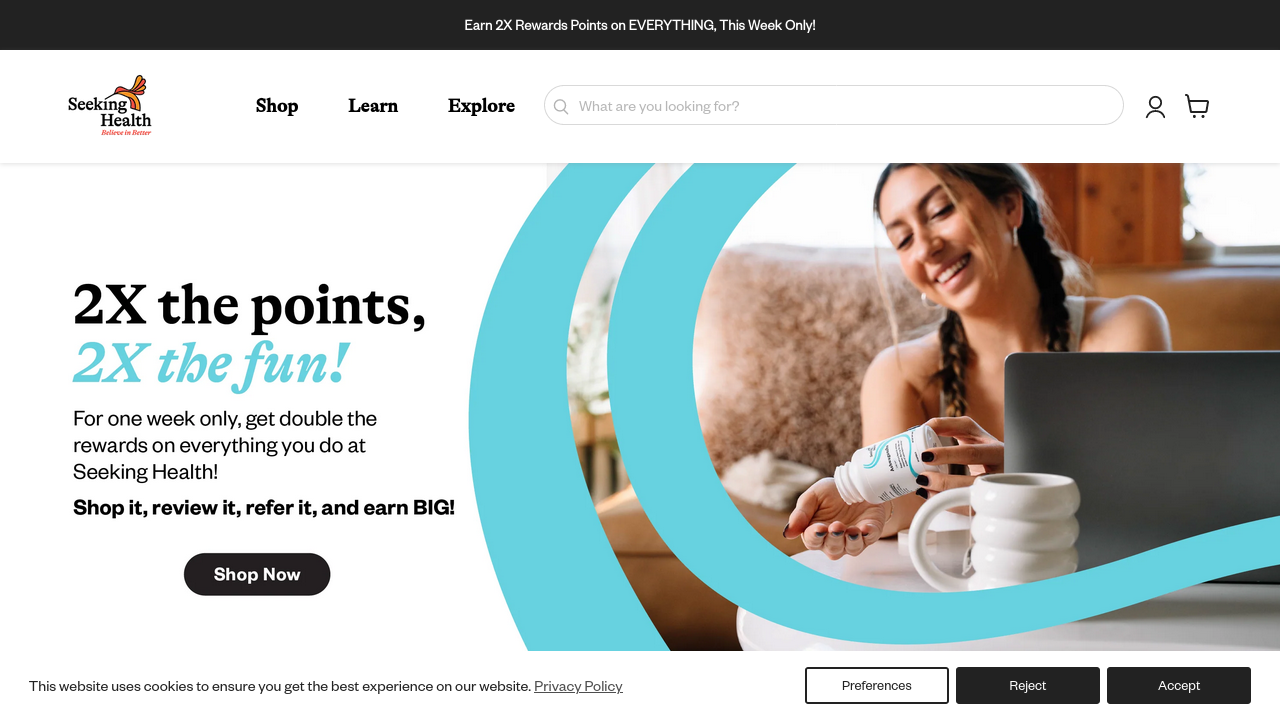 Earn 2X Rewards Points on EVERYTHING, This Week Only!
Seeking
Health
Believe in Better
Shop
Learn
Explore
What are you looking for?
2X the points,
2X the fun!
For one week only, get double the
rewards on everything you do at
Seeking Health!
Shop it, review it, refer it, and earn BIG!
Shop Now
This website uses cookies to ensure you get the best experience on our website. Privacy Policy
Preferences
Reject
Accept